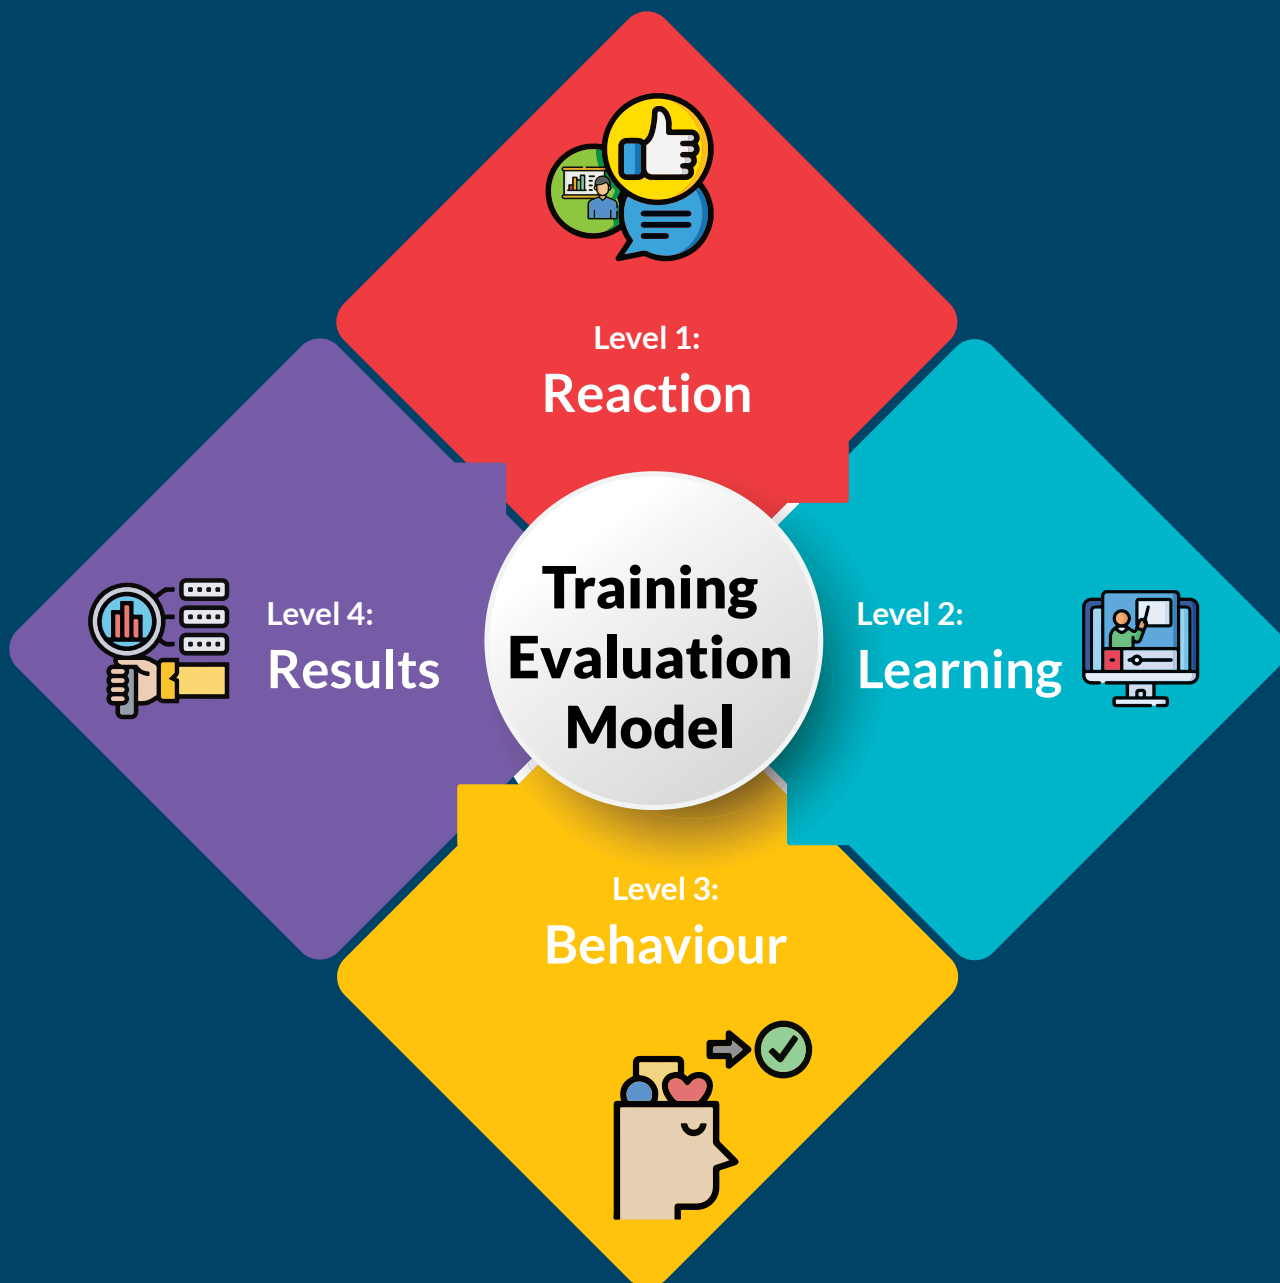 Level 1:
Reaction
Level 2:
Learning
Level 3:
Behaviour
Level 4:
Results
Training
Evaluation
Model